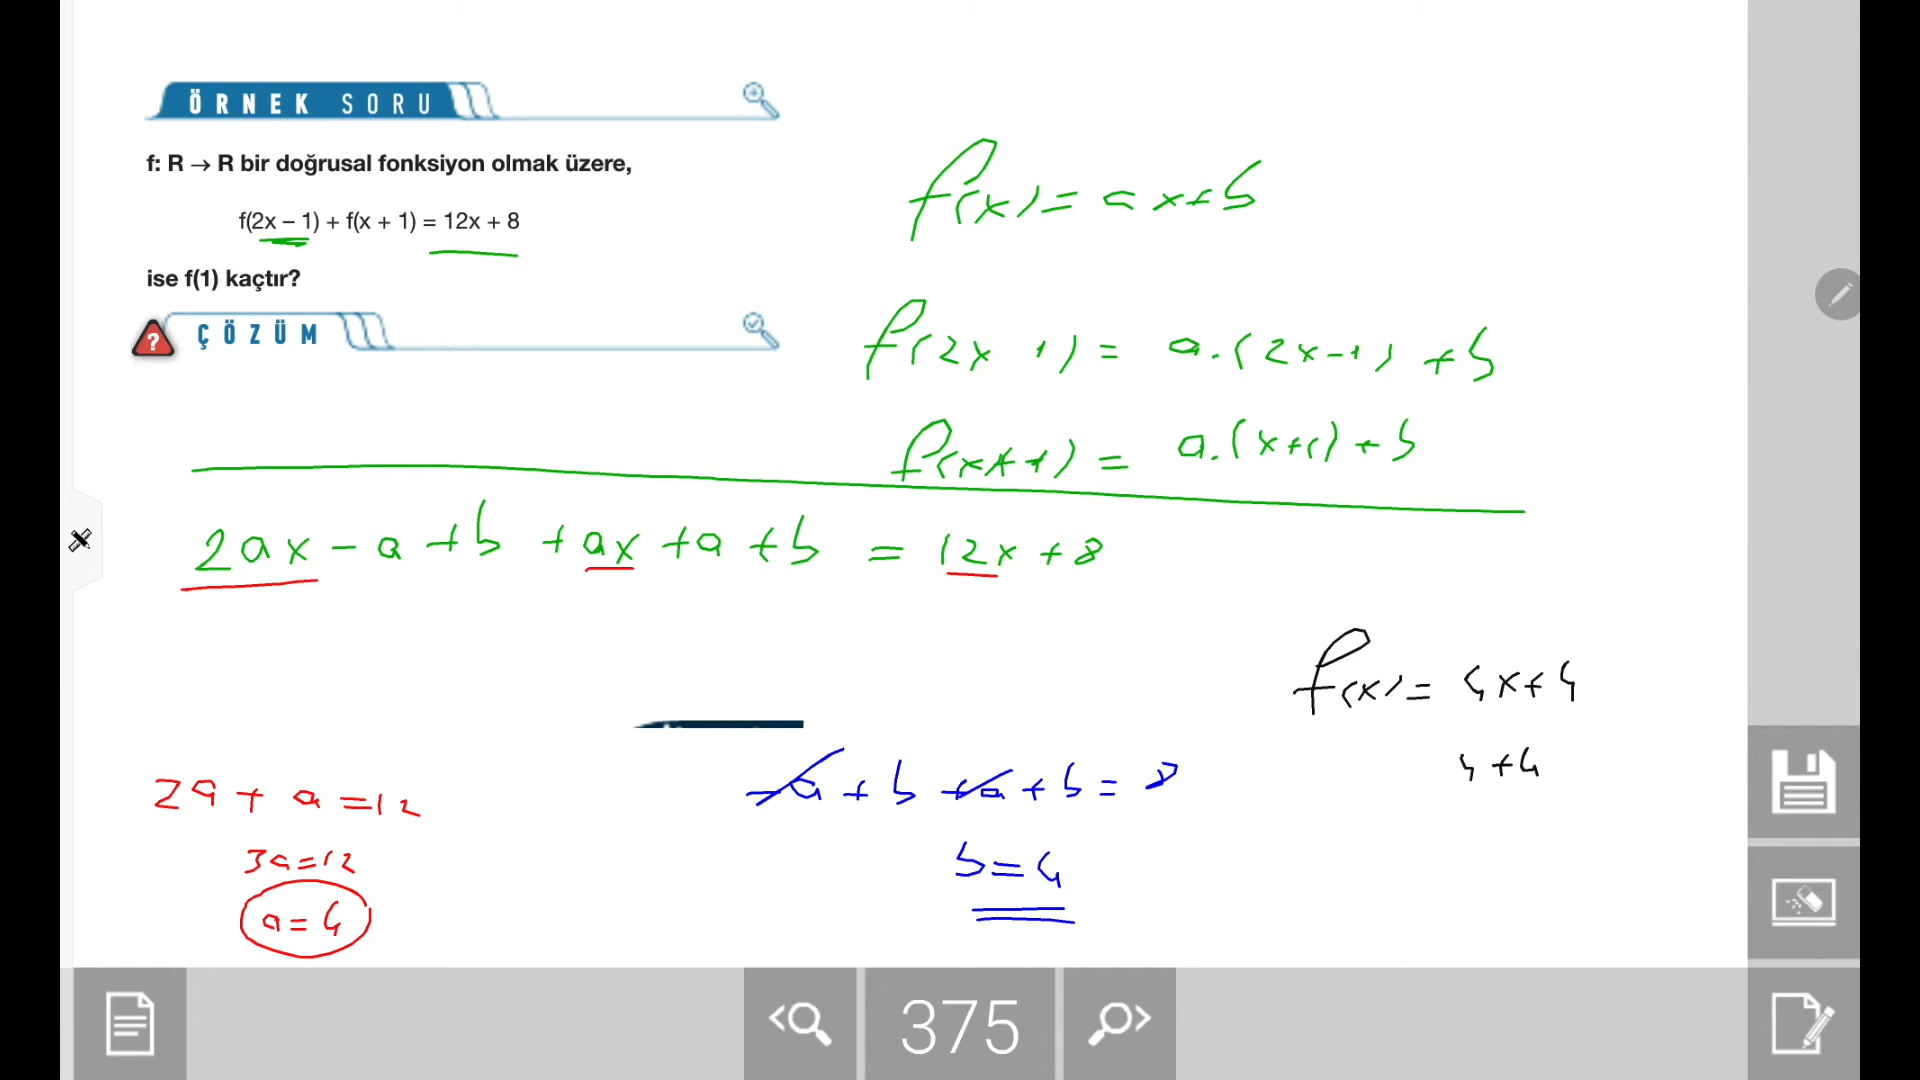 ÖRNEK SORU
f: R → R bir doğrusal fonksiyon olmak üzere,
f(2x – 1) + f(x + 1) = 12x + 8
ise f(1) kaçtır?
ÇÖZÜM
f(x) = ax+b
f(2x 1) = a.(2x-1) +b
f(x+1) = a.(x+1)+b
2ax - a + b + ax + a + b = 12x + 8
f(x) = 4x+4
4+4
2a + a = 12
3a=12
a = 4
-a + b + a + b = 8
b = 4
375